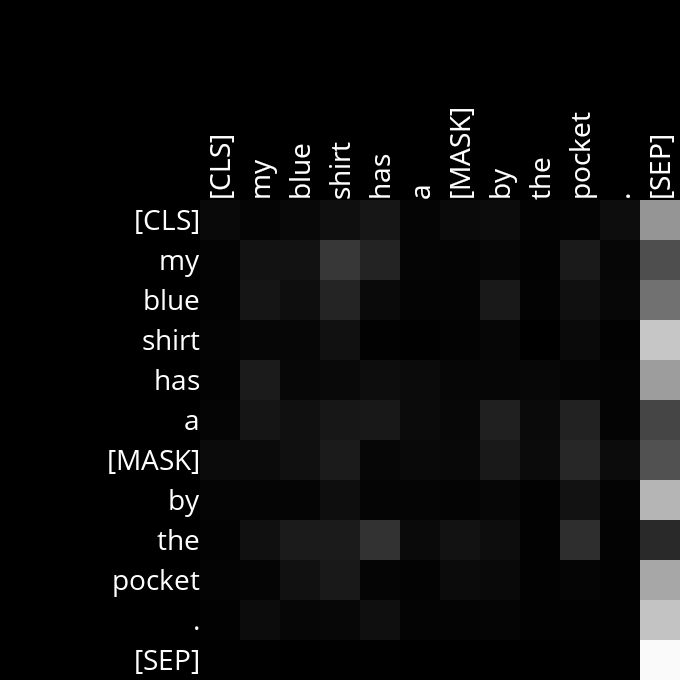 [CLS] my blue shirt has a [MASK] by the pocket . [SEP]
[CLS]
my
blue
shirt
has
a
[MASK]
by
the
pocket
.
[SEP]